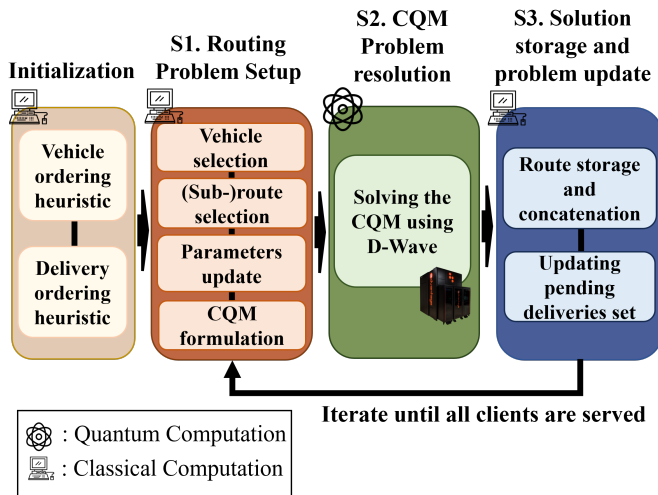 Initialization
S1. Routing
Problem Setup
S2. CQM
Problem
resolution
S3. Solution
storage and
problem update
Vehicle
ordering
heuristic
Delivery
ordering
heuristic
Vehicle
selection
(Sub-)route
selection
Parameters
update
CQM
formulation
Solving the
CQM using
D-Wave
Route storage
and
concatenation
Updating
pending
deliveries set
Iterate until all clients are served
: Quantum Computation
: Classical Computation